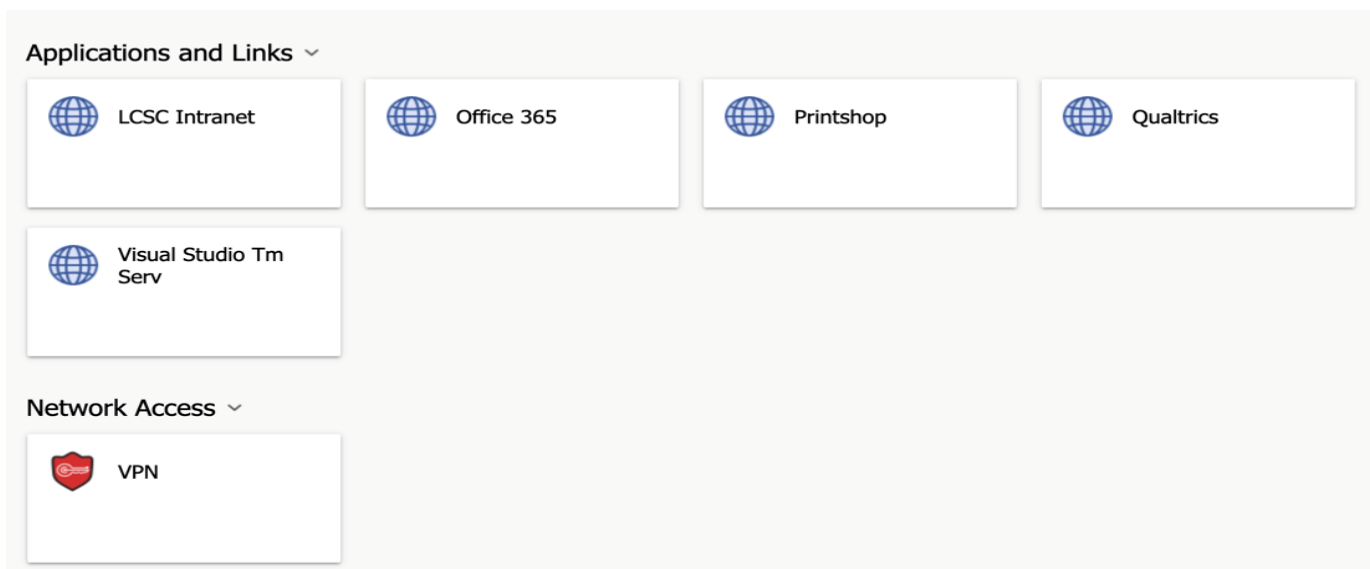 Applications and Links
LCSC Intranet
Office 365
Printshop
Qualtrics
Visual Studio Tm
Serv
Network Access
VPN